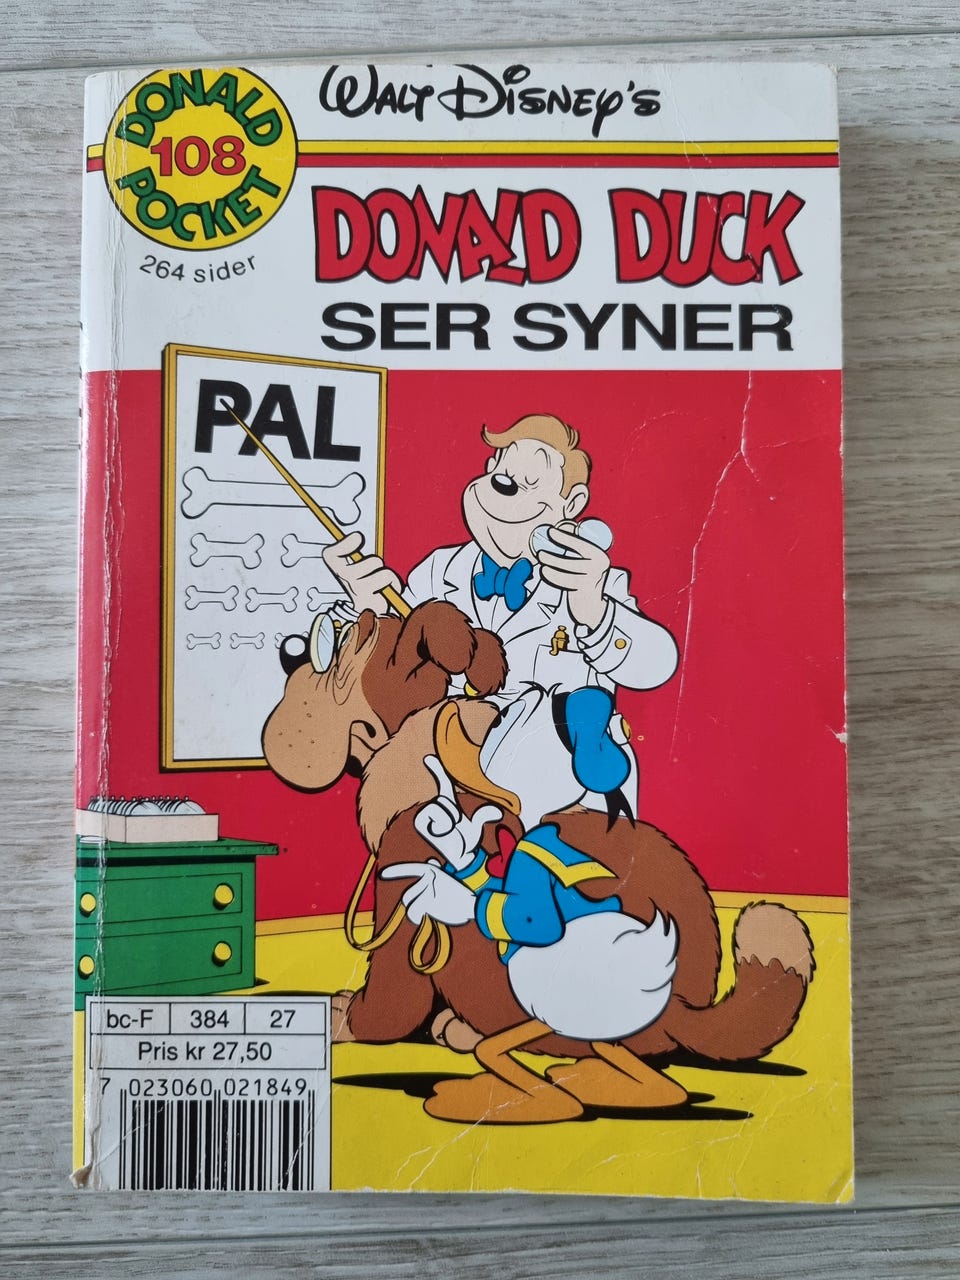 DONALD
108
POCKET
264 sider
WALT DISNEY'S
DONALD DUCK
SER SYNER
PAL
bc-F 384 27
Pris kr 27,50
7 023060 021849